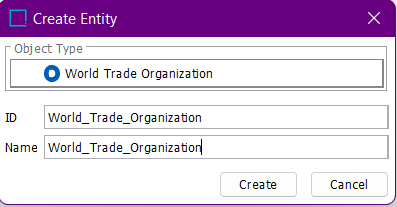 Create Entity
Object Type
World Trade Organization
ID World_Trade_Organization
Name World_Trade_Organization
Create Cancel